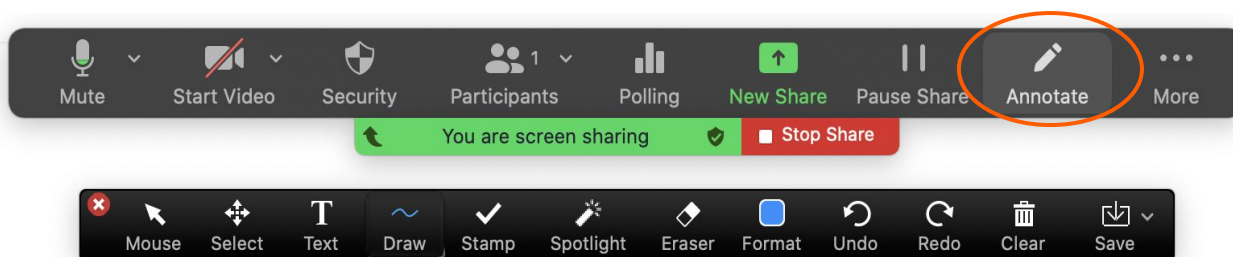 1
Mute Start Video Security Participants Polling New Share Pause Share Annotate More
You are screen sharing Stop Share
Mouse Select Text Draw Stamp Spotlight Eraser Format Undo Redo Clear Save